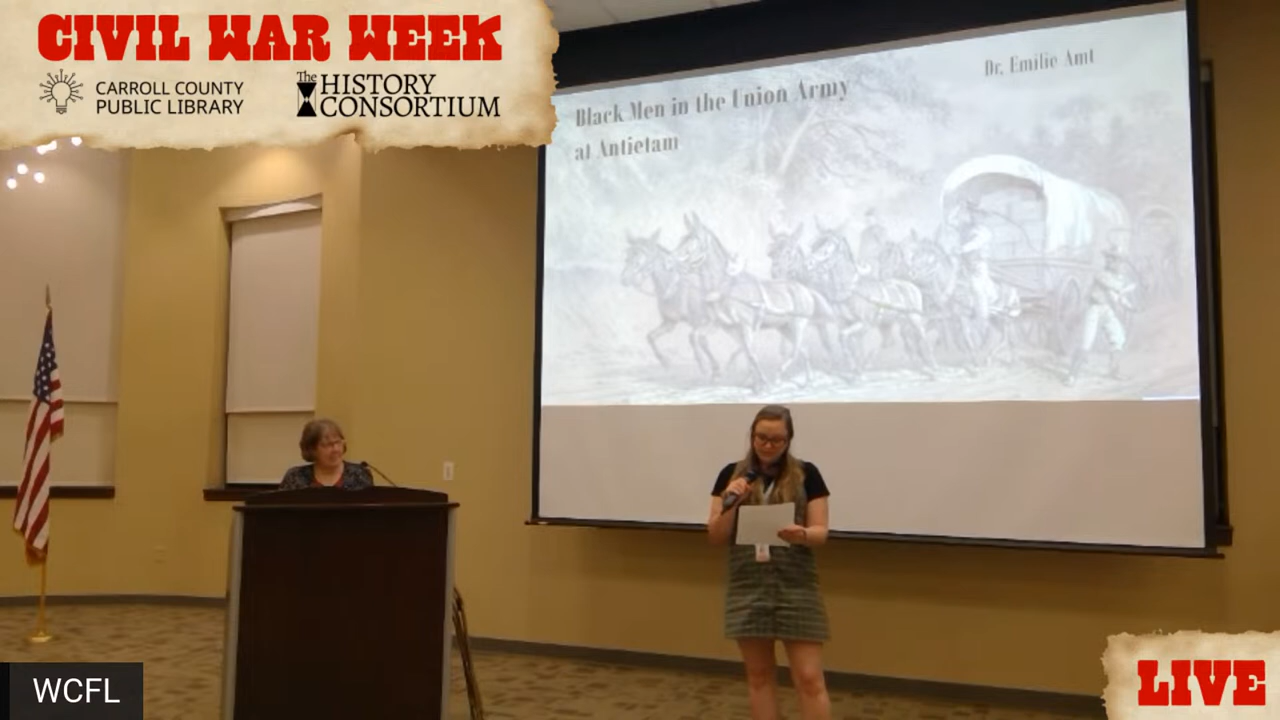 CIVIL WAR WEEK
CARROLL COUNTY
PUBLIC LIBRARY
The HISTORY
CONSORTIUM
Dr. Emilie Amt
Black Men in the Union Army
at Antietam
WCFL
LIVE